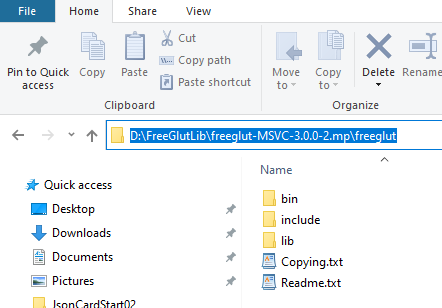 File Home Share View
Pin to Quick access
Copy
Paste
Cut
Copy path
Paste shortcut
Move to
Copy to
Delete
Rename
Clipboard
Organize
D:\FreeGlutLib\freeglut-MSVC-3.0.0-2.mp\freeglut
Name
Quick access
Desktop
Downloads
Documents
Pictures
JsonCardStart02
bin
include
lib
Copying.txt
Readme.txt